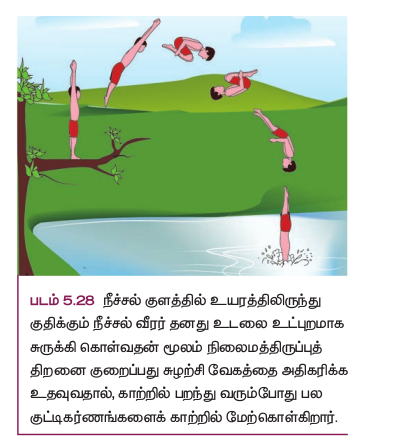 படம் 5.28 நீச்சல் குளத்தில் உயரத்திலிருந்து
குதிக்கும் நீச்சல் வீரர் தனது உடலை உட்புறமாக
சுருக்கி கொள்வதன் மூலம் நிலைமத்திருப்புத்
திறனை குறைப்பது சுழற்சி வேகத்தை அதிகரிக்க
உதவுவதால், காற்றில் பறந்து வரும்போது பல
குட்டிகர்ணங்களைக் காற்றில் மேற்கொள்கிறார்.